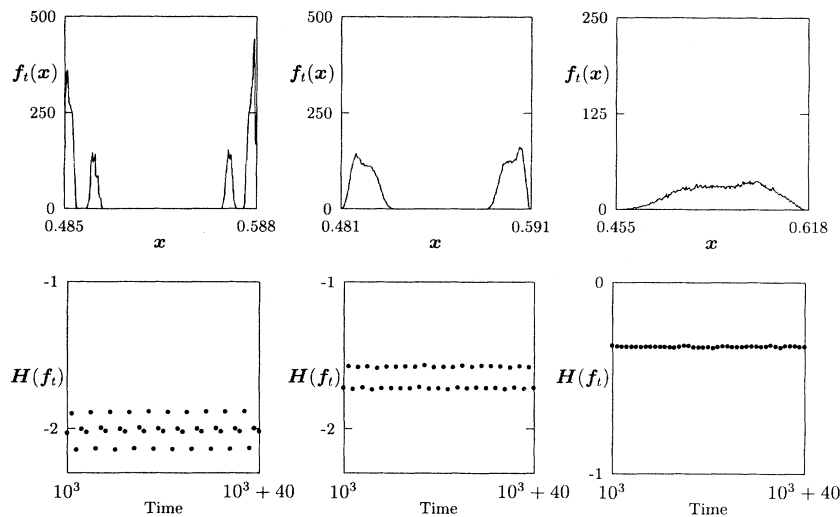 500
f_t(x)
250
0
0.485
0.588
x
500
f_t(x)
250
0
0.481
0.591
x
250
f_t(x)
125
0
0.455
0.618
x
-1
H(f_t)
-2
10^3
10^3 + 40
Time
-1
H(f_t)
-2
10^3
10^3 + 40
Time
0
H(f_t)
-1
10^3
10^3 + 40
Time